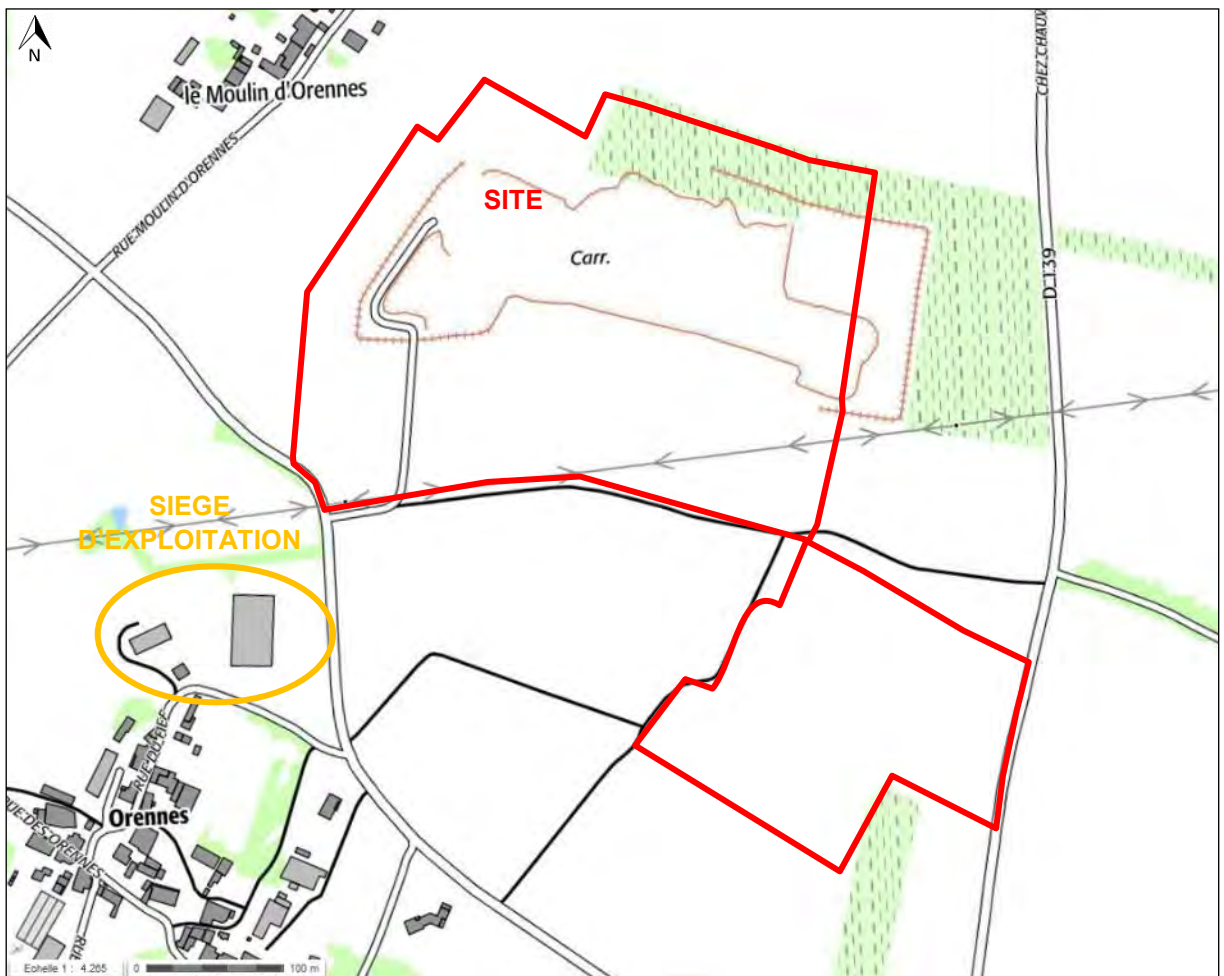 N
le Moulin d'Orennes
RUE MOULIN D'ORENNES
CHEZ CHAUV
SITE
Carr.
D.139
SIEGE
D'EXPLOITATION
RUE DU FIEF
Orennes
RUE DES ORENNES
RUE
Echelle 1 : 4.265 0 100 m